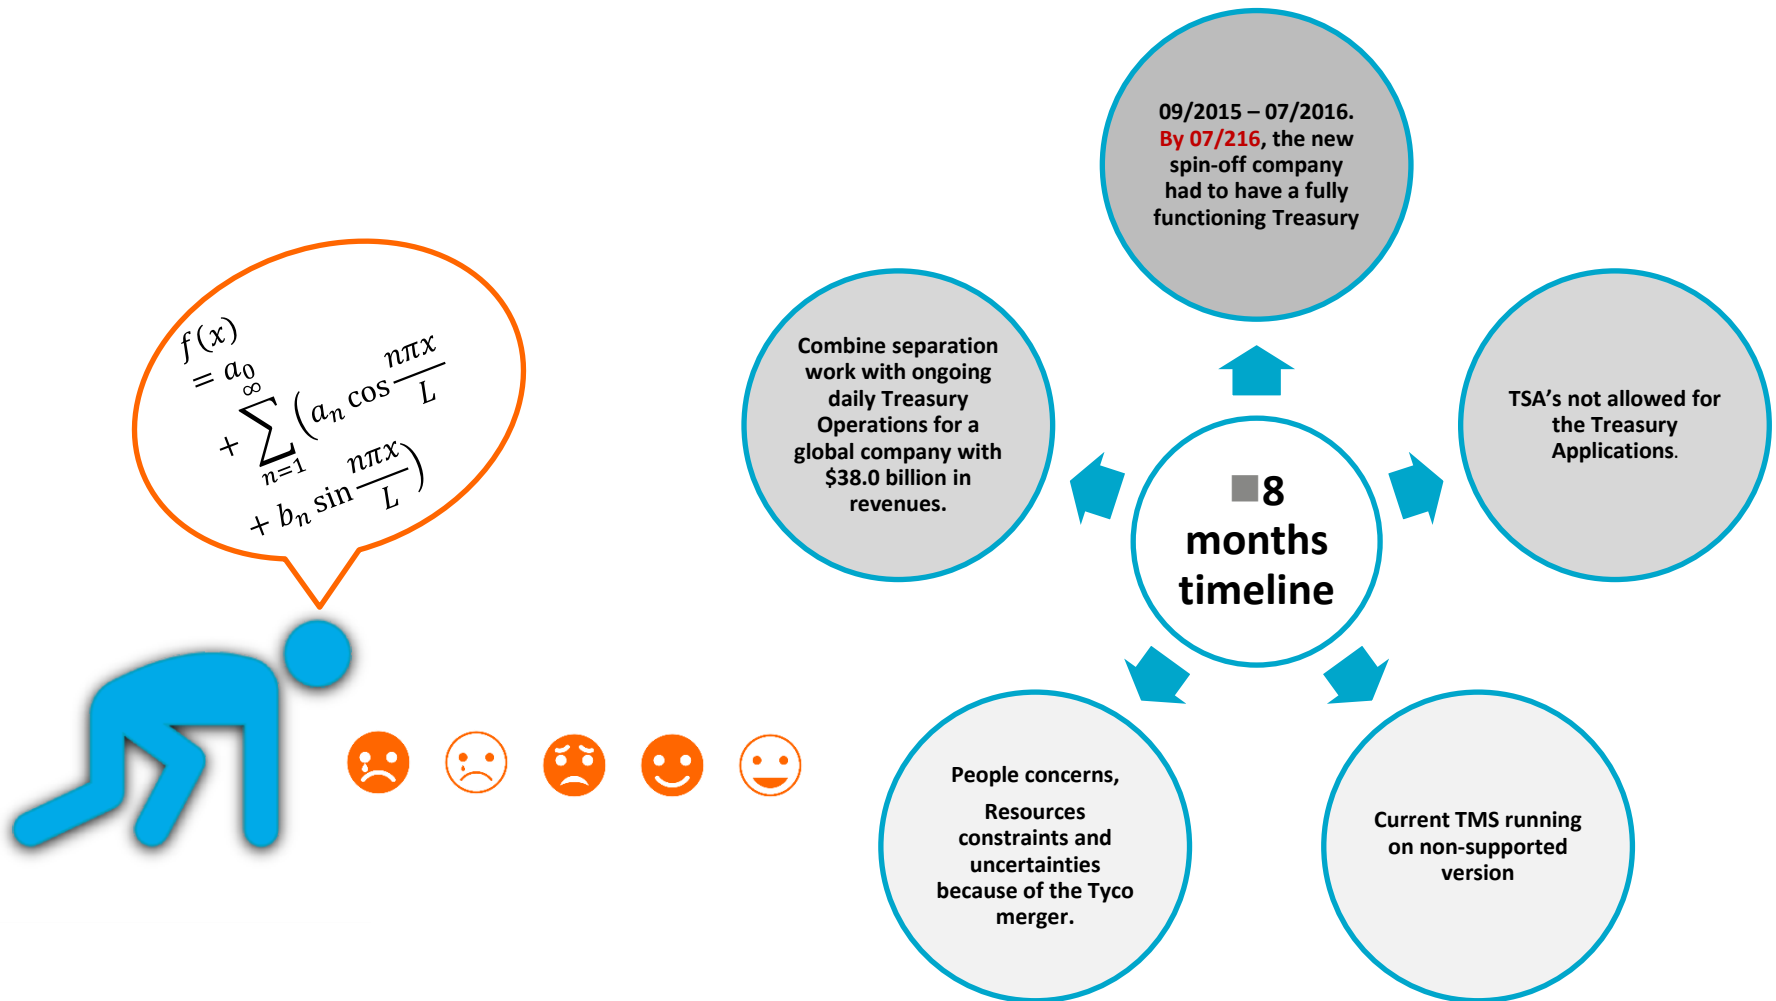 f(x)
= a₀
+ ∑ₙ₌₁^∞ (aₙ cos nπx/L
+ bₙ sin nπx/L)
09/2015 – 07/2016.
By 07/216, the new
spin-off company
had to have a fully
functioning Treasury
Combine separation
work with ongoing
daily Treasury
Operations for a
global company with
$38.0 billion in
revenues.
TSA’s not allowed for
the Treasury
Applications.
■8
months
timeline
People concerns,
Resources
constraints and
uncertainties
because of the Tyco
merger.
Current TMS running
on non-supported
version